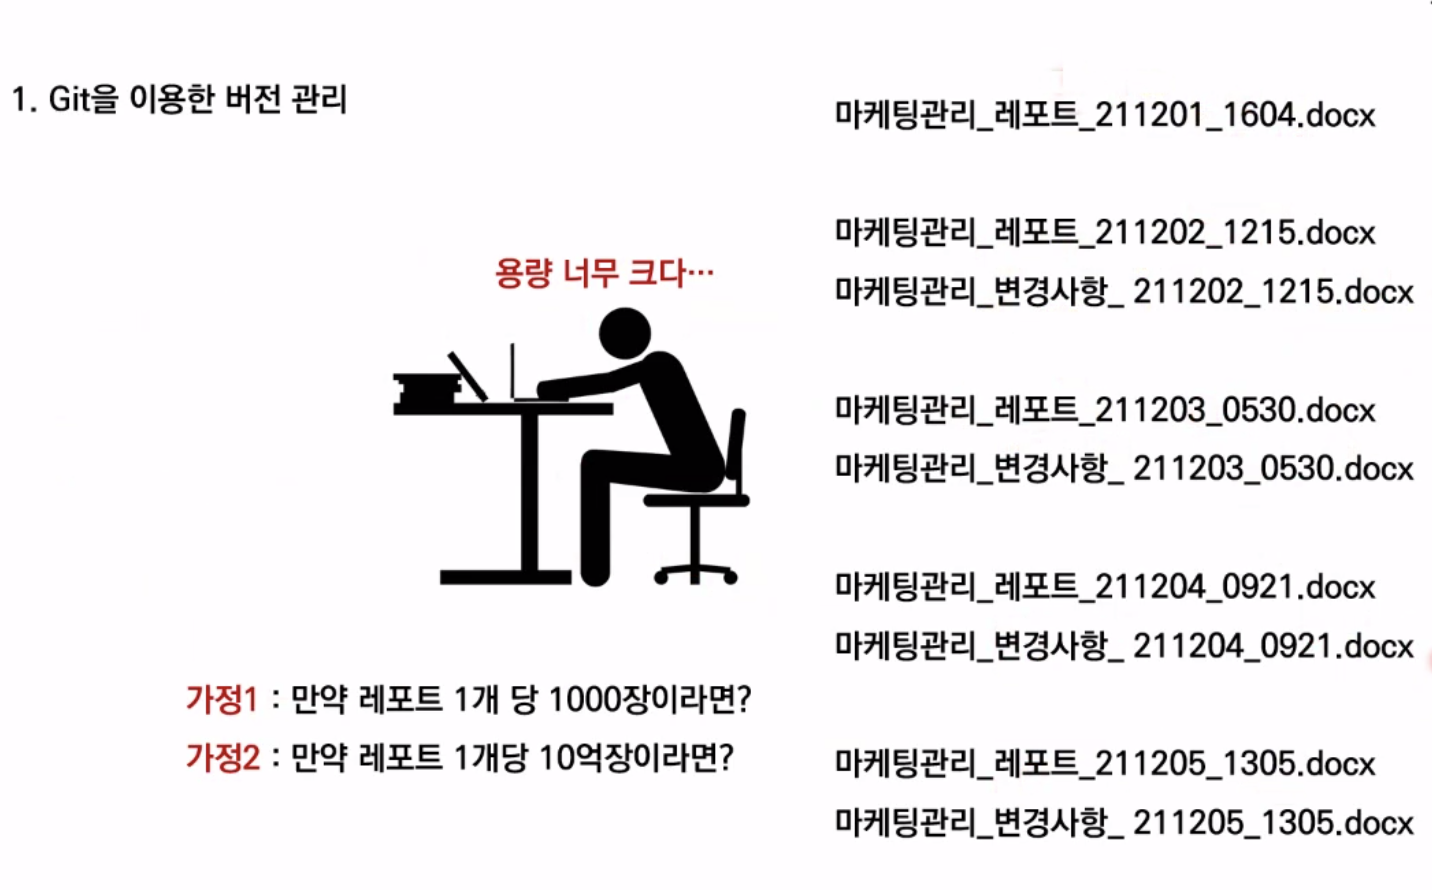 1. Git을 이용한 버전 관리
용량 너무 크다…
가정1 : 만약 레포트 1개 당 1000장이라면?
가정2 : 만약 레포트 1개당 10억장이라면?
마케팅관리_레포트_211201_1604.docx
마케팅관리_레포트_211202_1215.docx
마케팅관리_변경사항_ 211202_1215.docx
마케팅관리_레포트_211203_0530.docx
마케팅관리_변경사항_ 211203_0530.docx
마케팅관리_레포트_211204_0921.docx
마케팅관리_변경사항_ 211204_0921.docx
마케팅관리_레포트_211205_1305.docx
마케팅관리_변경사항_ 211205_1305.docx